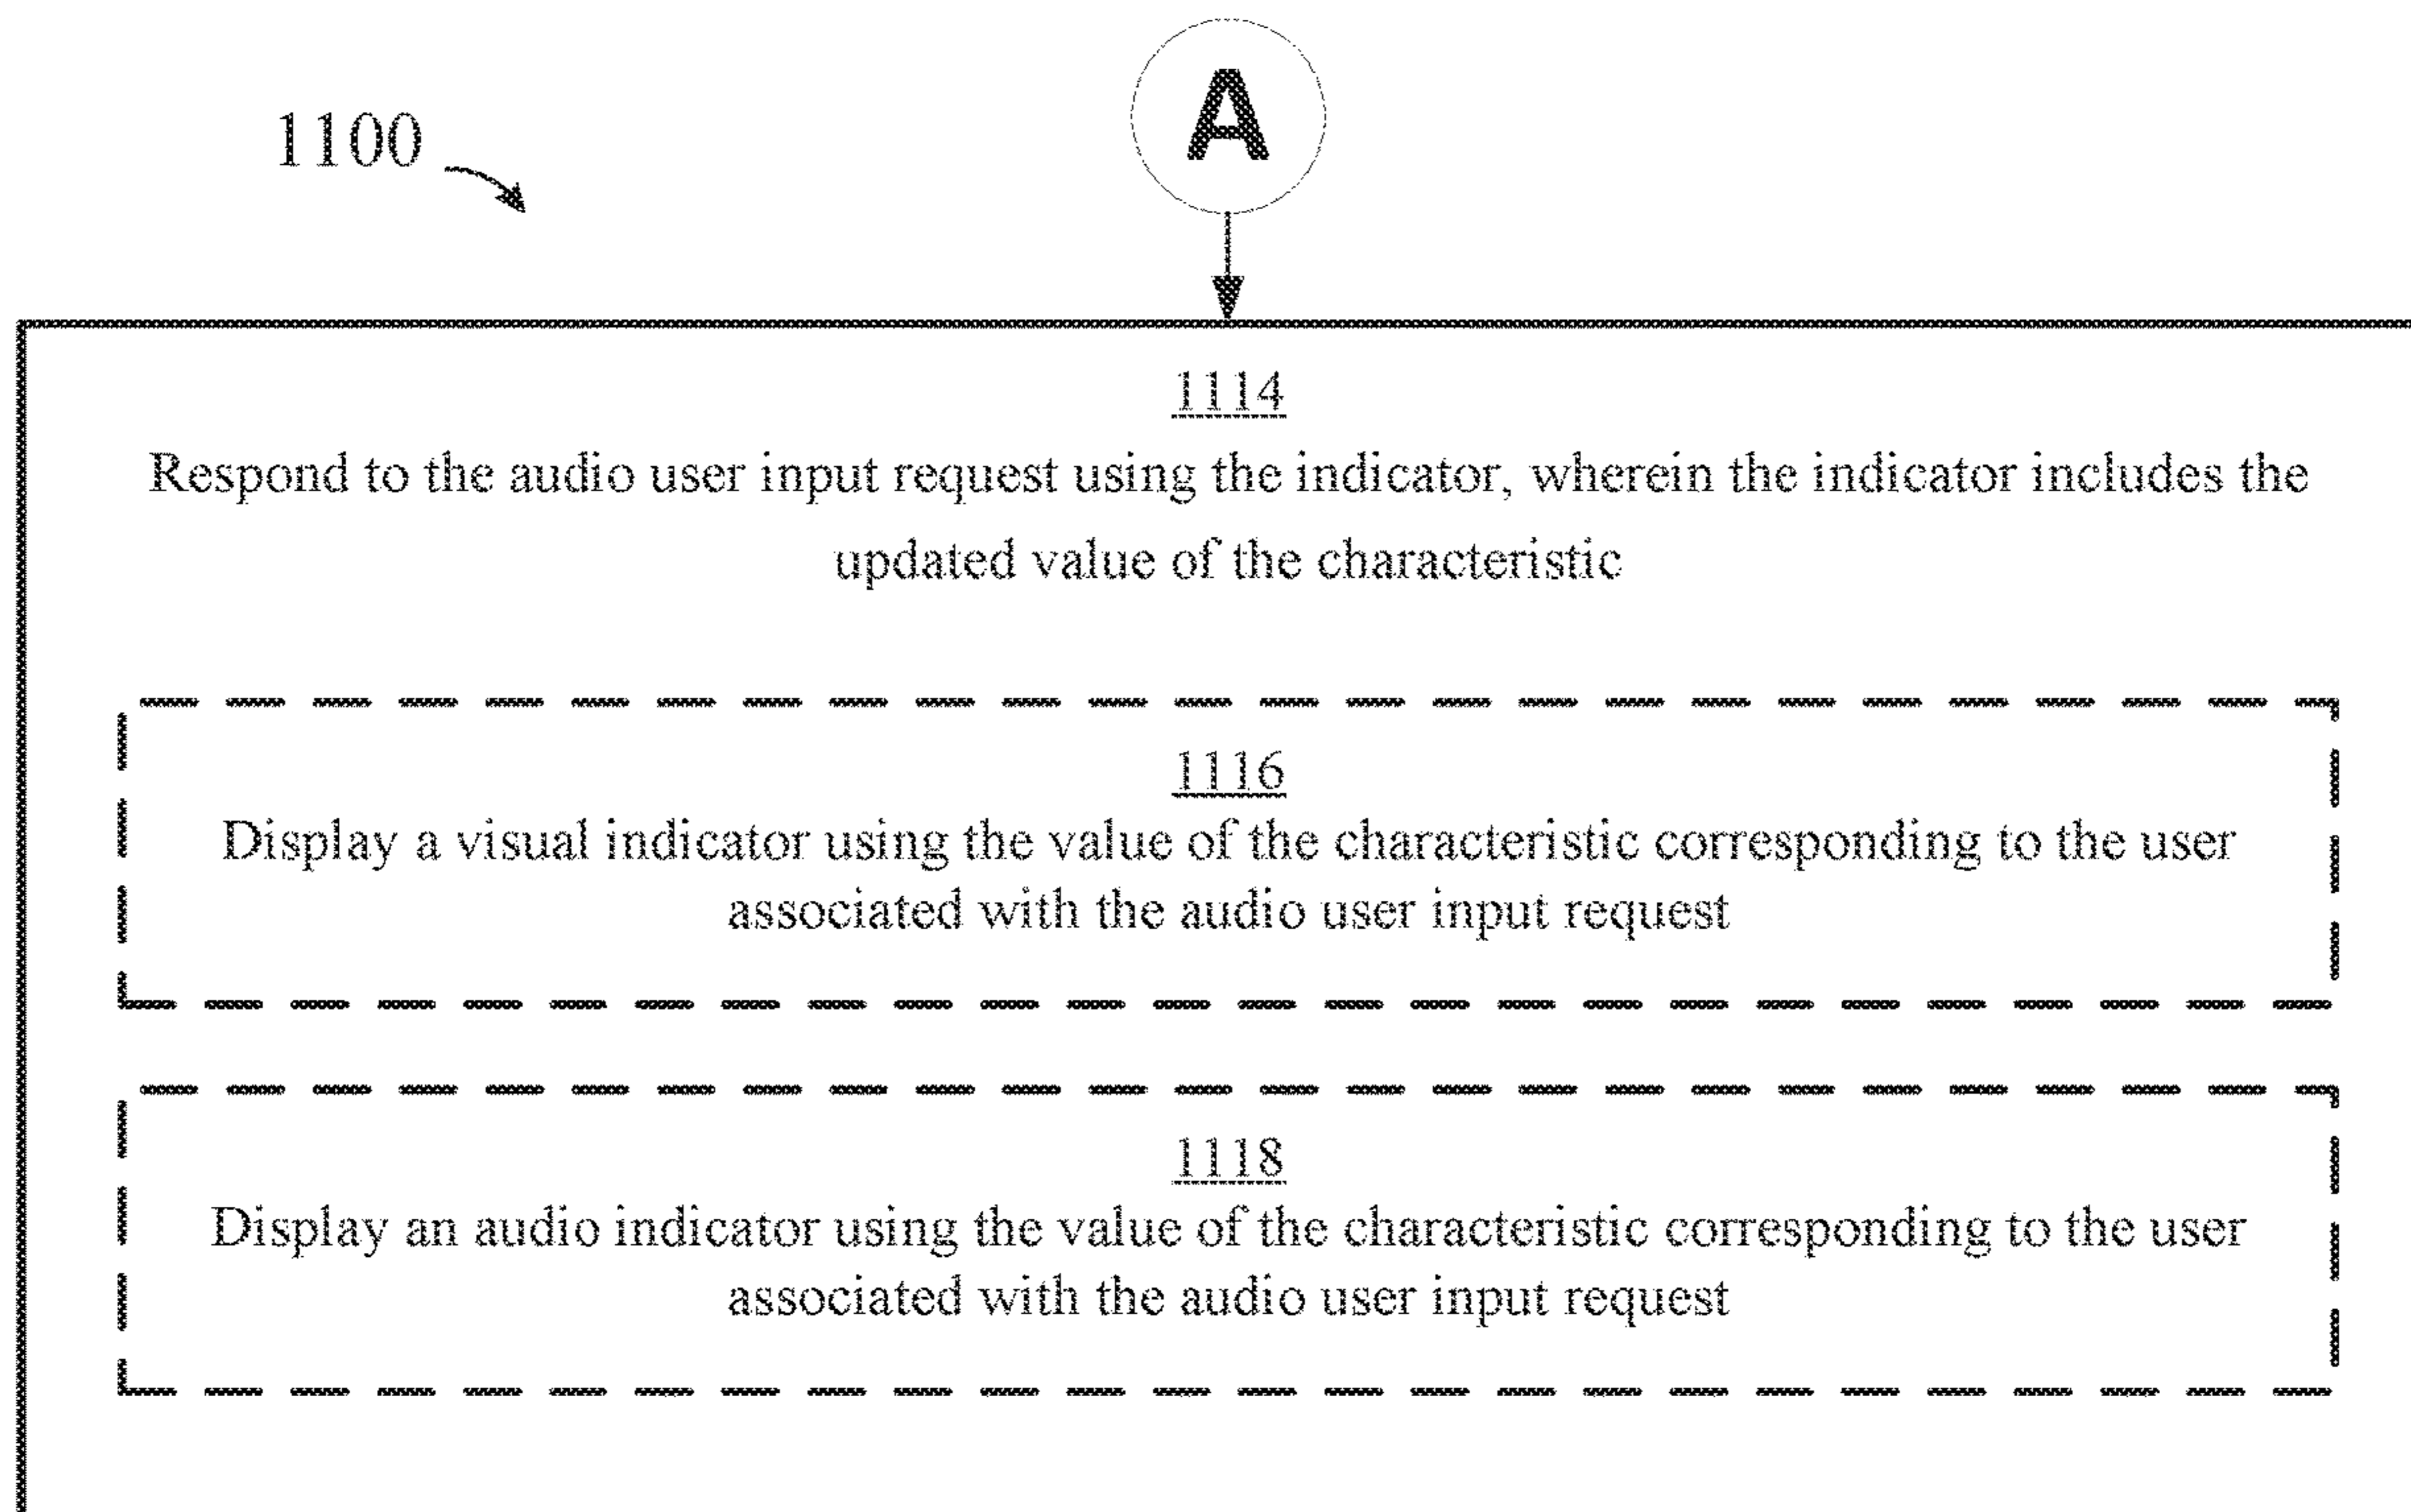 A
1100
1114
Respond to the audio user input request using the indicator, wherein the indicator includes the
updated value of the characteristic
1116
Display a visual indicator using the value of the characteristic corresponding to the user
associated with the audio user input request
1118
Display an audio indicator using the value of the characteristic corresponding to the user
associated with the audio user input request